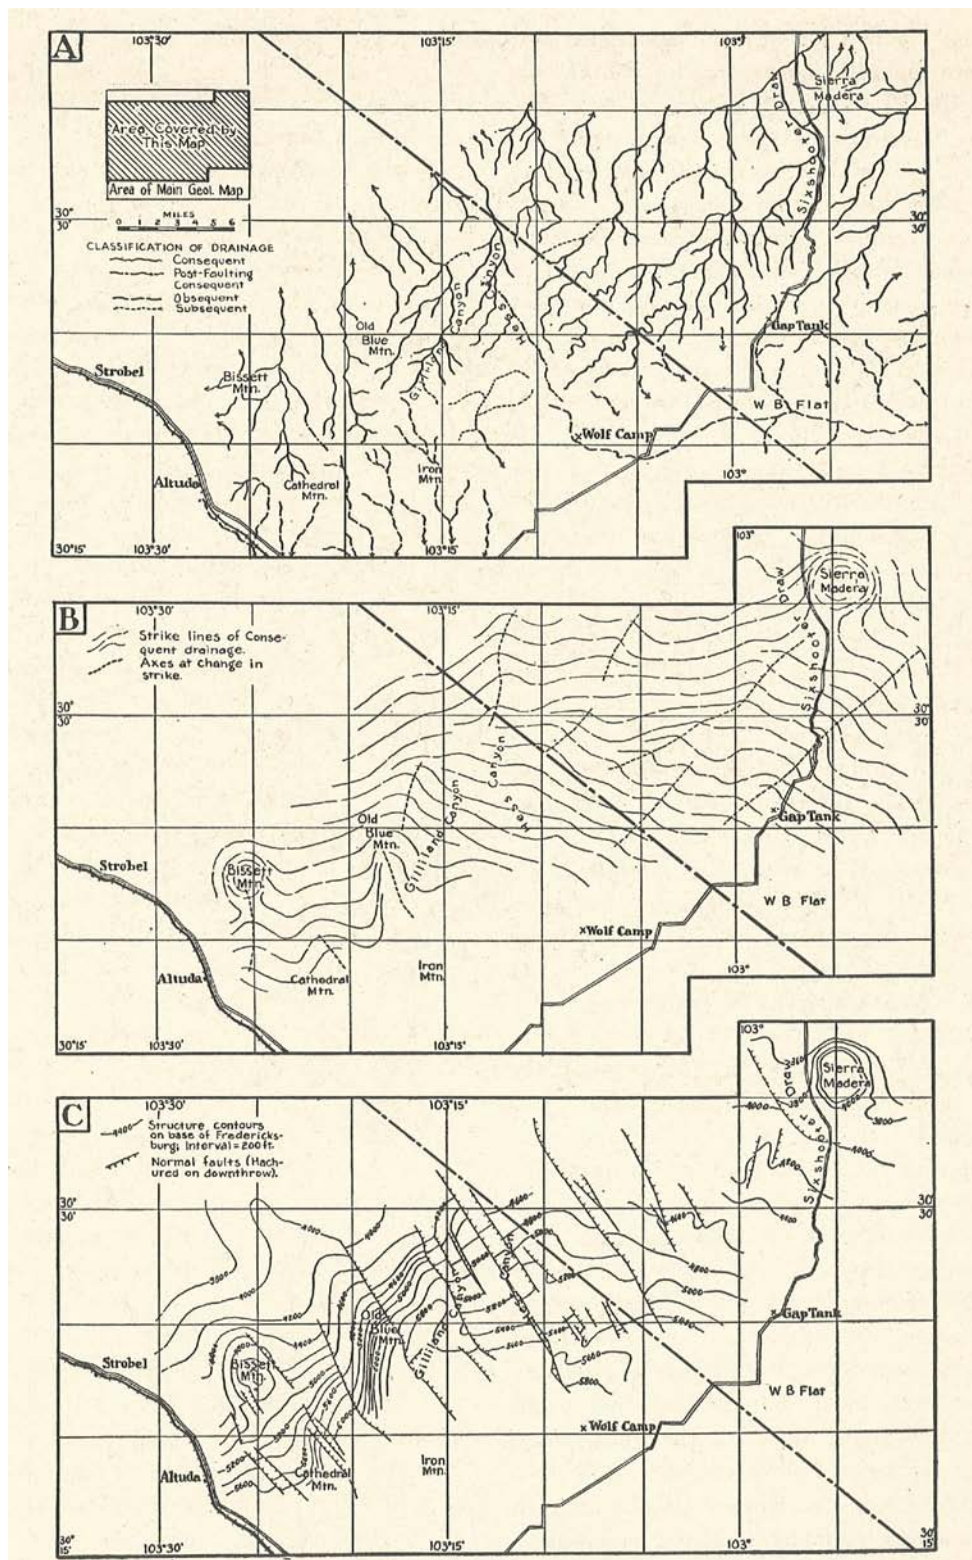 A
103°30'
103°15'
103°
Sierra
Madera
Draw
Sixshooter
Area Covered by
This Map
Area of Main Geol. Map
MILES
0 1 2 3 4 5 6
CLASSIFICATION OF DRAINAGE
Consequent
Post-Faulting
Consequent
Obsequent
Subsequent
30°
30'
30°
30'
Hess Canyon
Gilliland Canyon
Old
Blue
Mtn.
Gap Tank
Strobel
Bissett
Mtn.
W B Flat
Wolf Camp
Altuda
Cathedral
Mtn.
Iron
Mtn.
103°
30°15'
103°30'
103°15'
103°
Draw
Sierra
Madera
Sixshooter
B
103°30'
103°15'
Strike lines of Conse-
quent drainage.
Axes at change in
strike.
30°
30'
30°
30'
Hess Canyon
Gilliland Canyon
Old
Blue
Mtn.
Gap Tank
Strobel
Bissett
Mtn.
W B Flat
Wolf Camp
Altuda
Cathedral
Mtn.
Iron
Mtn.
103°
30°15'
103°30'
103°15'
103°
Draw
Sierra
Madera
Sixshooter
C
103°30'
103°15'
4400
Structure contours
on base of Fredericks-
burg; Interval=200ft.
Normal faults (Hach-
ured on downthrow).
30°
30'
30°
30'
Hess Canyon
Gilliland Canyon
Old
Blue
Mtn.
Gap Tank
Strobel
Bissett
Mtn.
W B Flat
Wolf Camp
Altuda
Cathedral
Mtn.
Iron
Mtn.
30°
15'
103°30'
103°15'
103°
30°
15'